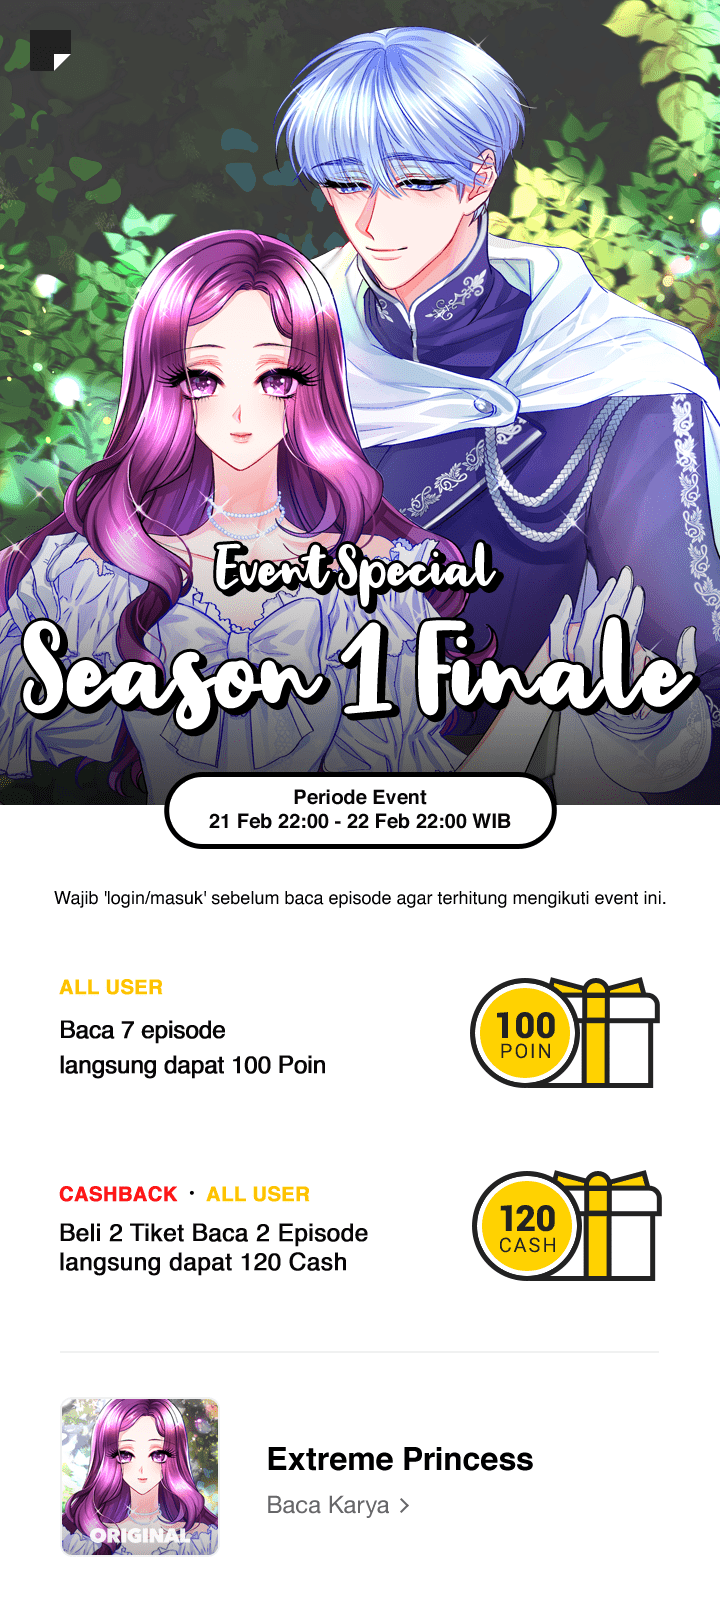 Event Special
Season 1 Finale
Periode Event
21 Feb 22:00 - 22 Feb 22:00 WIB
Wajib 'login/masuk' sebelum baca episode agar terhitung mengikuti event ini.
ALL USER
Baca 7 episode
langsung dapat 100 Poin
100
POIN
CASHBACK · ALL USER
Beli 2 Tiket Baca 2 Episode
langsung dapat 120 Cash
120
CASH
ORIGINAL
Extreme Princess
Baca Karya >